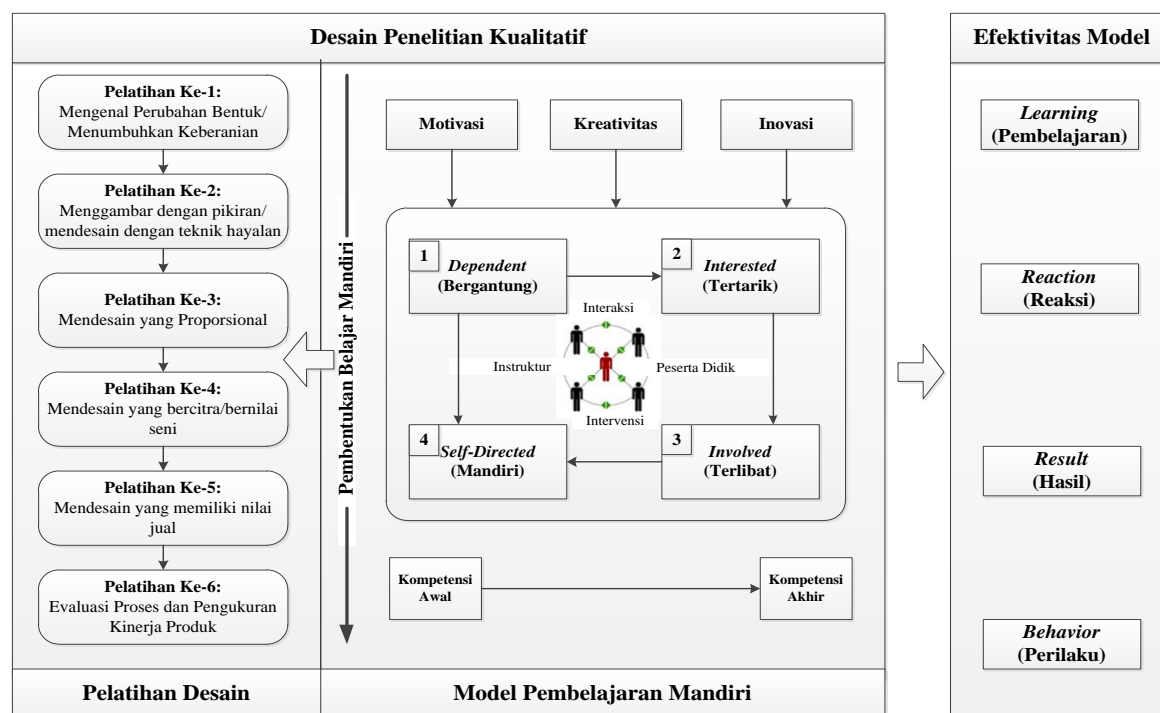 Desain Penelitian Kualitatif
Efektivitas Model
Pelatihan Ke-1:
Mengenal Perubahan Bentuk/
Menumbuhkan Keberanian
Pelatihan Ke-2:
Menggambar dengan pikiran/
mendesain dengan teknik hayalan
Pelatihan Ke-3:
Mendesain yang Proporsional
Pelatihan Ke-4:
Mendesain yang bercitra/bernilai
seni
Pelatihan Ke-5:
Mendesain yang memiliki nilai
jual
Pelatihan Ke-6:
Evaluasi Proses dan Pengukuran
Kinerja Produk
Pelatihan Desain
Pembentukan Belajar Mandiri
Motivasi
Kreativitas
Inovasi
1
Dependent
(Bergantung)
2
Interested
(Tertarik)
Interaksi
Instruktur
Peserta Didik
Intervensi
4
Self-Directed
(Mandiri)
3
Involved
(Terlibat)
Kompetensi
Awal
Kompetensi
Akhir
Model Pembelajaran Mandiri
Learning
(Pembelajaran)
Reaction
(Reaksi)
Result
(Hasil)
Behavior
(Perilaku)